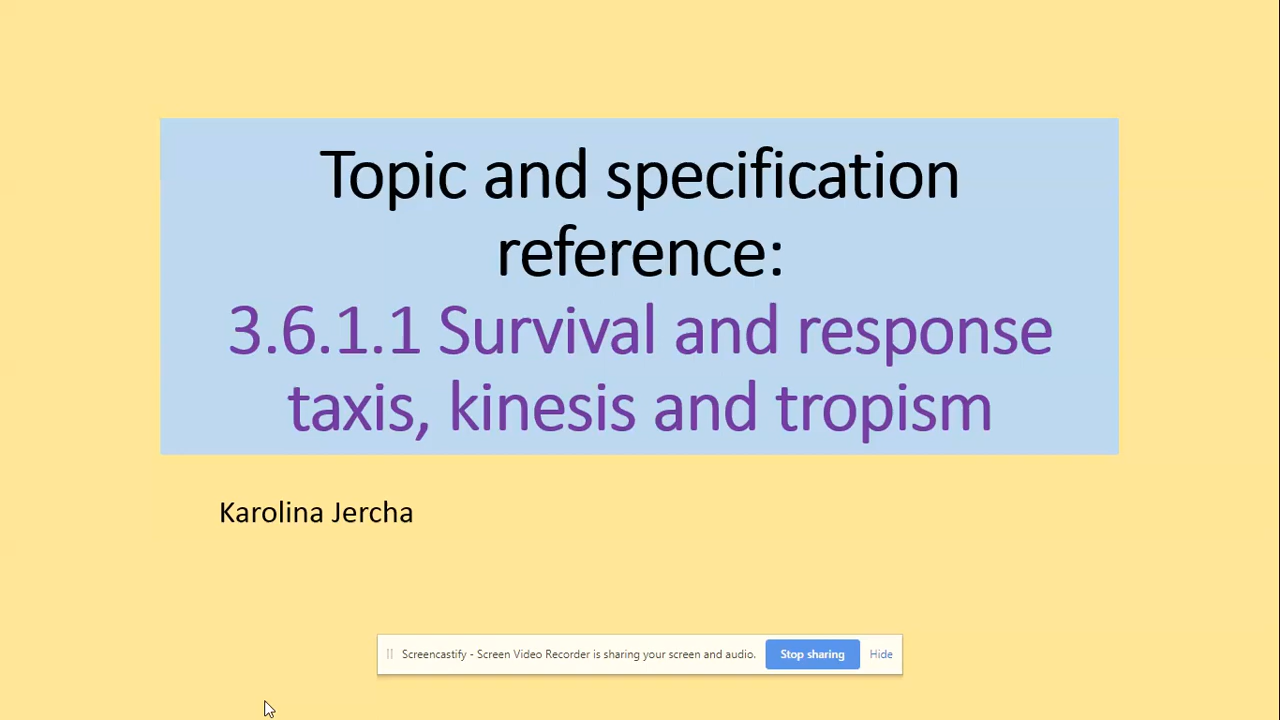 Topic and specification
reference:
3.6.1.1 Survival and response
taxis, kinesis and tropism
Karolina Jercha
Screencastify - Screen Video Recorder is sharing your screen and audio. Stop sharing Hide